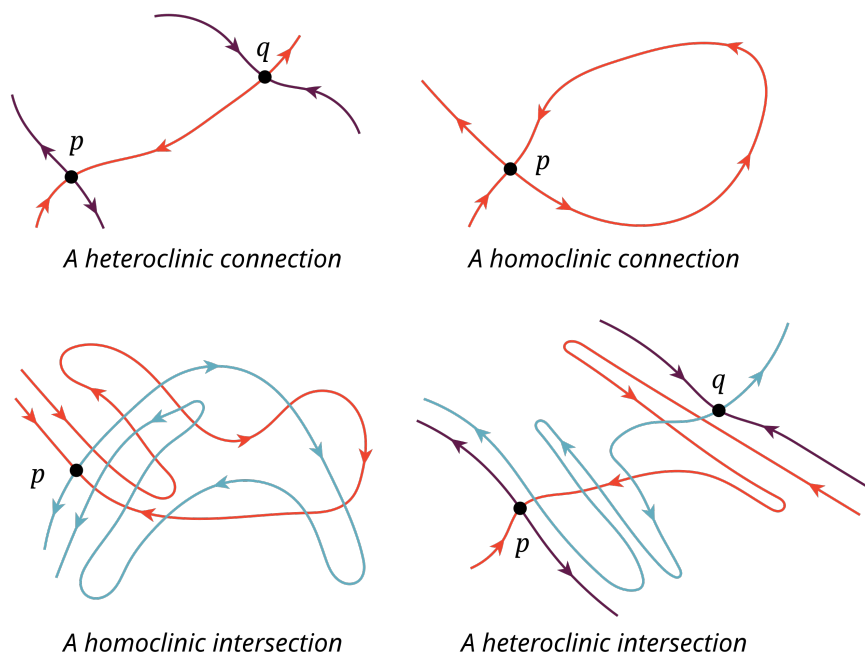 q
p
p
A heteroclinic connection
A homoclinic connection
p
q
p
A homoclinic intersection
A heteroclinic intersection